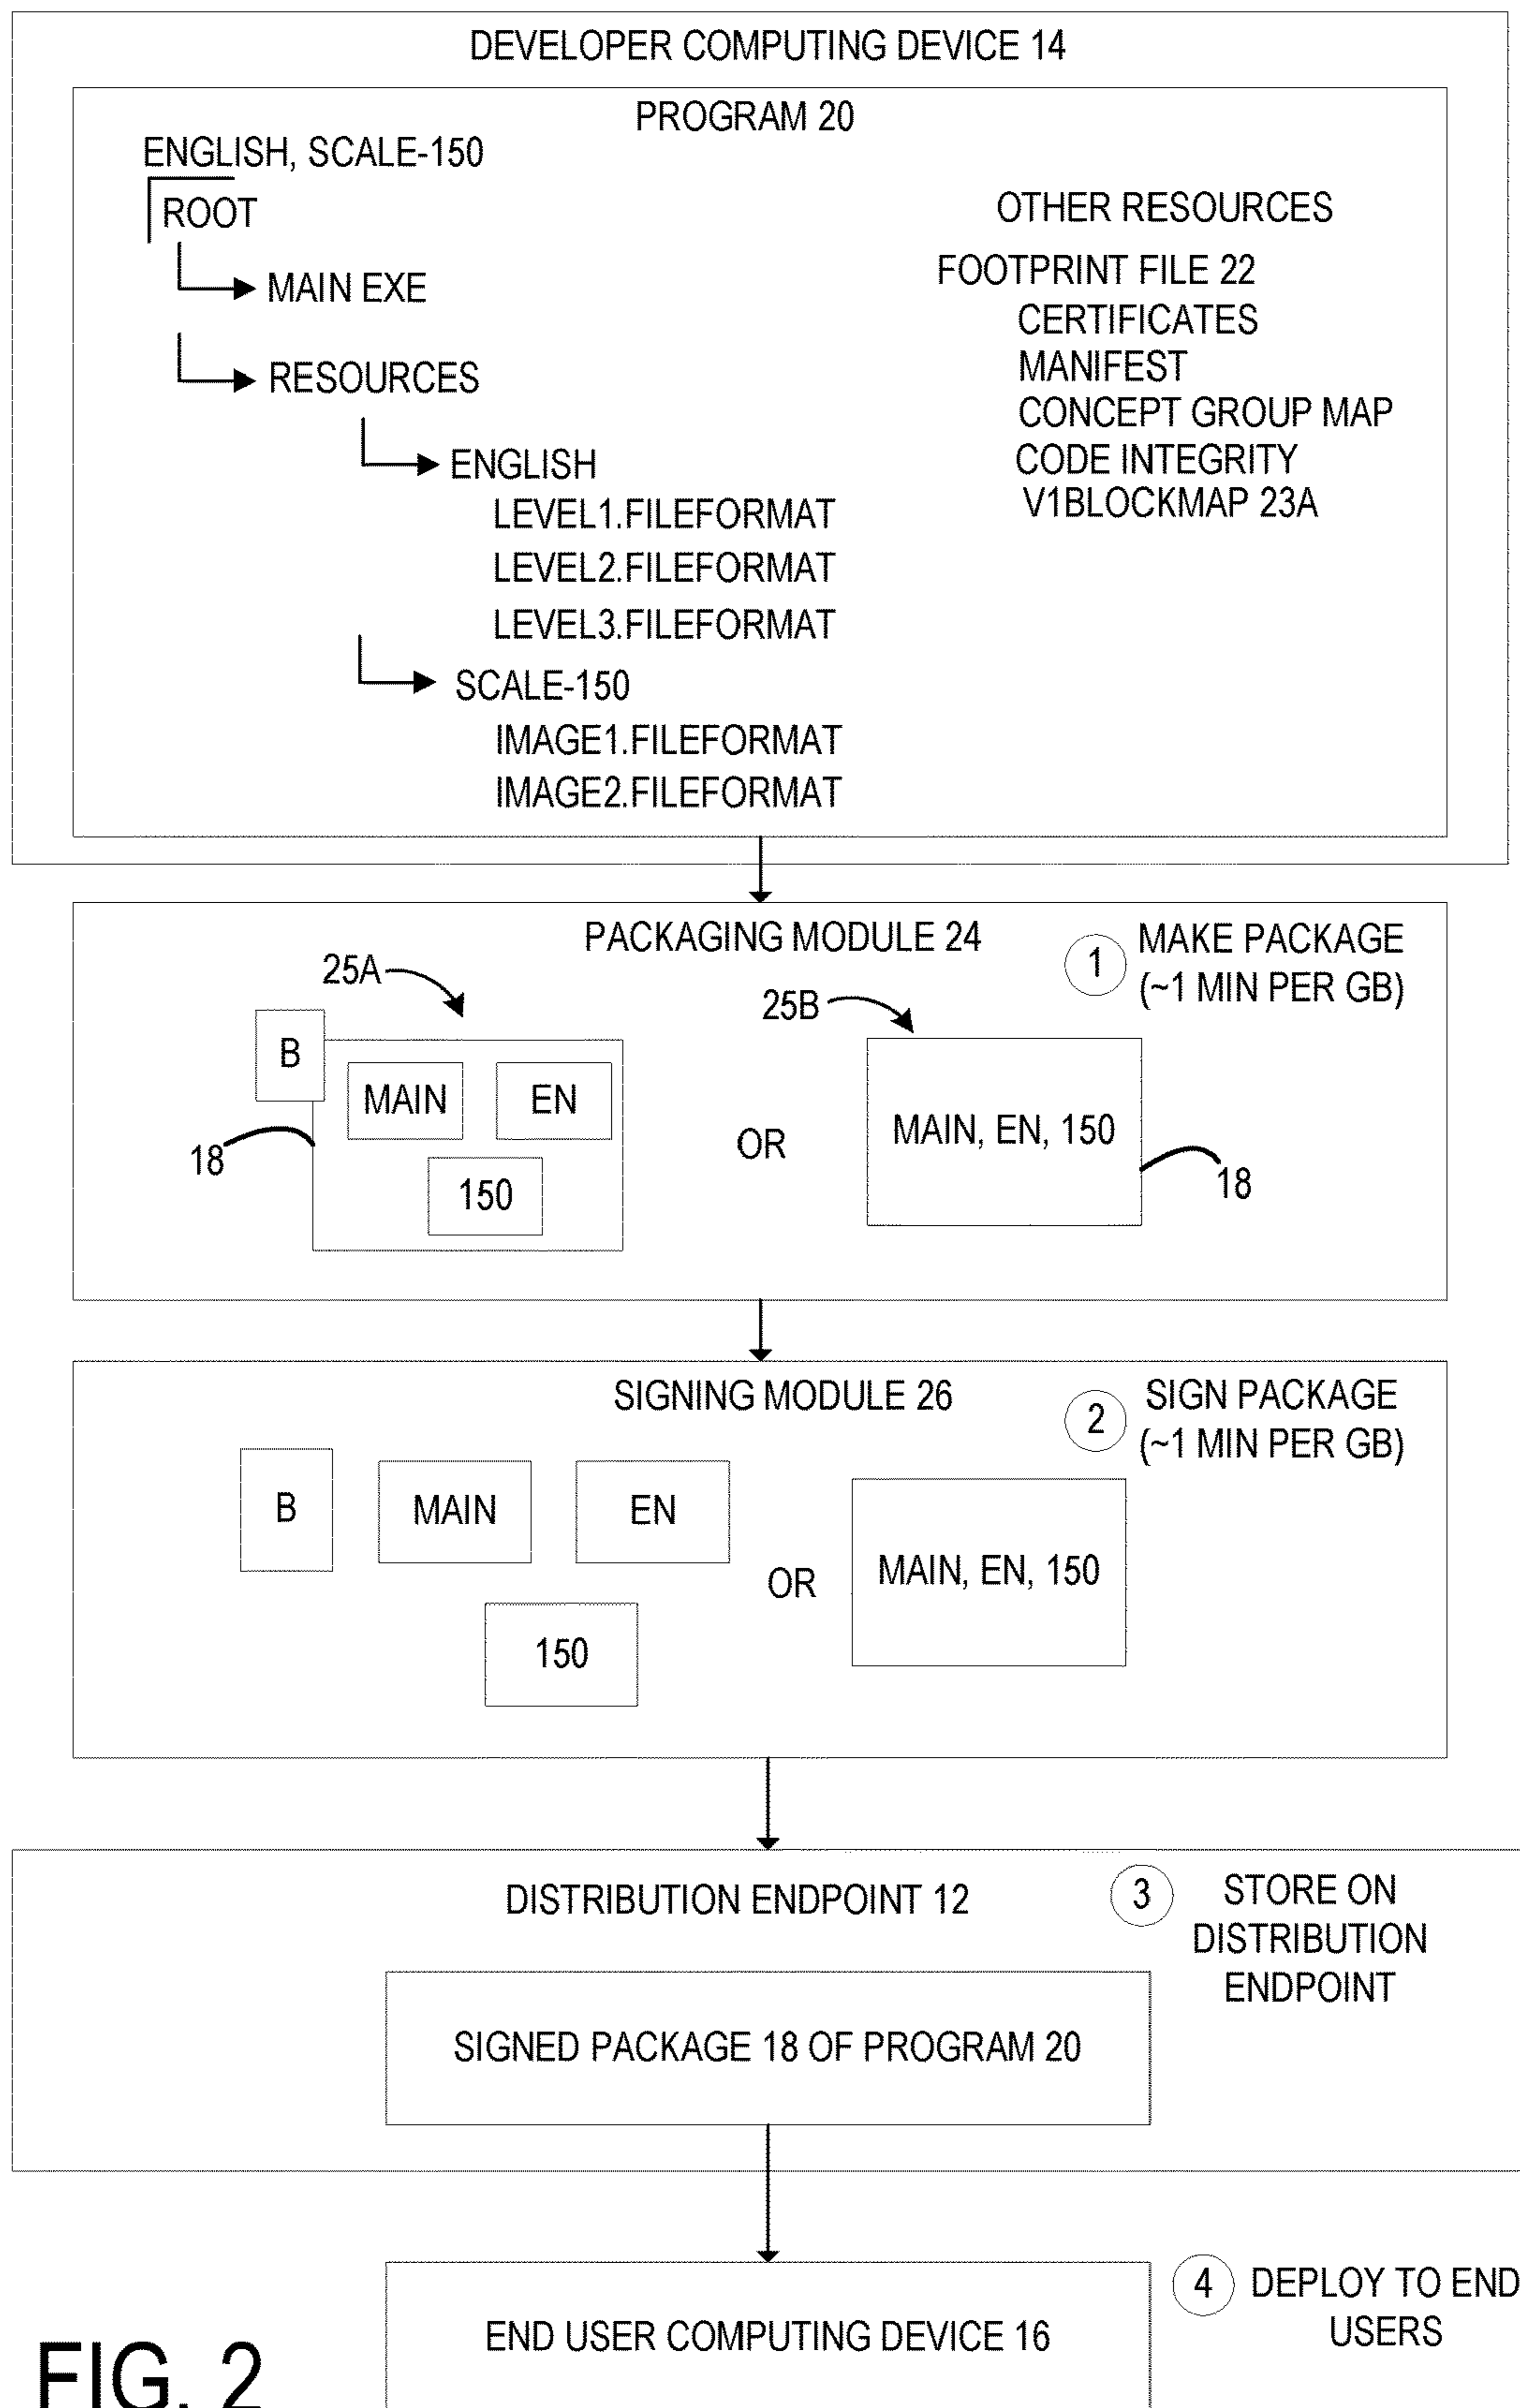 DEVELOPER COMPUTING DEVICE 14
PROGRAM 20
ENGLISH, SCALE-150
ROOT
MAIN EXE
RESOURCES
ENGLISH
LEVEL1.FILEFORMAT
LEVEL2.FILEFORMAT
LEVEL3.FILEFORMAT
SCALE-150
IMAGE1.FILEFORMAT
IMAGE2.FILEFORMAT
OTHER RESOURCES
FOOTPRINT FILE 22
CERTIFICATES
MANIFEST
CONCEPT GROUP MAP
CODE INTEGRITY
V1BLOCKMAP 23A
PACKAGING MODULE 24
1
MAKE PACKAGE
(~1 MIN PER GB)
25A
B
MAIN
EN
150
18
OR
25B
MAIN, EN, 150
18
SIGNING MODULE 26
2
SIGN PACKAGE
(~1 MIN PER GB)
B
MAIN
EN
150
OR
MAIN, EN, 150
DISTRIBUTION ENDPOINT 12
3
STORE ON
DISTRIBUTION
ENDPOINT
SIGNED PACKAGE 18 OF PROGRAM 20
4
DEPLOY TO END
USERS
END USER COMPUTING DEVICE 16
FIG. 2